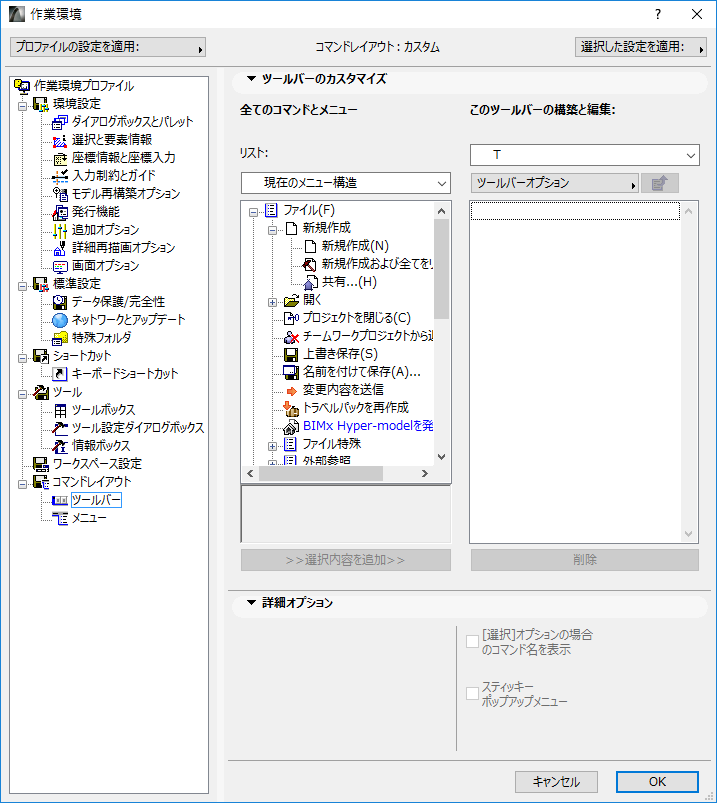 作業環境
プロファイルの設定を適用:
コマンドレイアウト : カスタム
選択した設定を適用:
作業環境プロファイル
環境設定
ダイアログボックスとパレット
選択と要素情報
座標情報と座標入力
入力制約とガイド
モデル再構築オプション
発行機能
追加オプション
詳細再描画オプション
画面オプション
標準設定
データ保護/完全性
ネットワークとアップデート
特殊フォルダ
ショートカット
キーボードショートカット
ツール
ツールボックス
ツール設定ダイアログボックス
情報ボックス
ワークスペース設定
コマンドレイアウト
ツールバー
メニュー
ツールバーのカスタマイズ
全てのコマンドとメニュー
リスト:
現在のメニュー構造
ファイル(F)
新規作成
新規作成(N)
新規作成および全てをリ
共有...(H)
開く
プロジェクトを閉じる(C)
チームワークプロジェクトから退
上書き保存(S)
名前を付けて保存(A)...
変更内容を送信
トラベルパックを再作成
BIMx Hyper-modelを発
ファイル特殊
外部参照
>>選択内容を追加>>
このツールバーの構築と編集:
T
ツールバーオプション
削除
詳細オプション
[選択]オプションの場合
のコマンド名を表示
スティッキー
ポップアップメニュー
キャンセル
OK